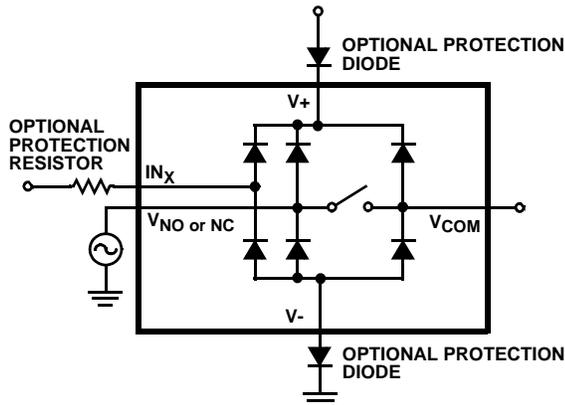 OPTIONAL PROTECTION
DIODE
V+
OPTIONAL
PROTECTION
RESISTOR
INX
VNO or NC
VCOM
V-
OPTIONAL PROTECTION
DIODE